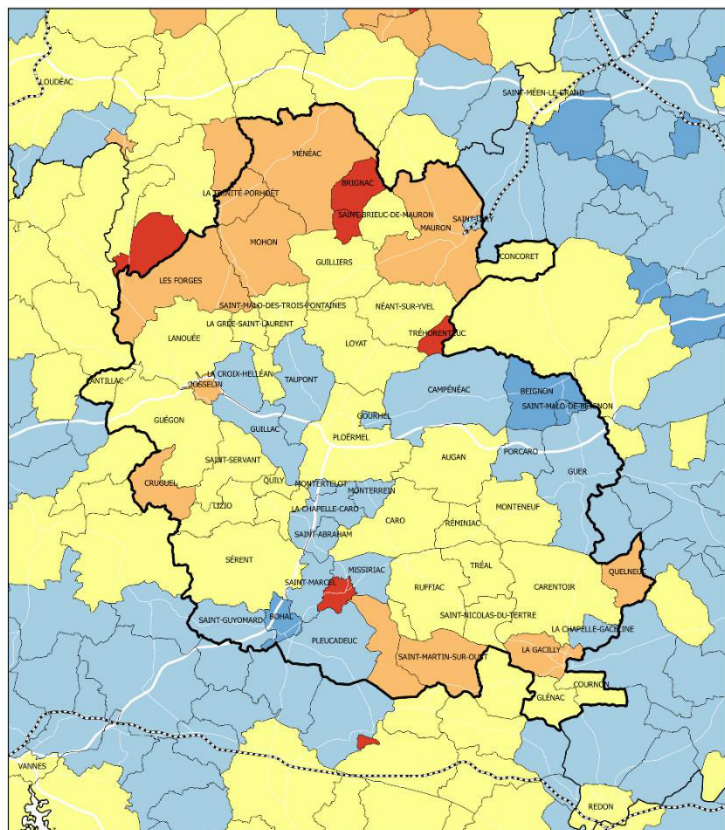 LOUDÉAC
SAINT-MÉEN-LE-GRAND
MÉNÉAC
BRIGNAC
LA TRINITÉ-PORHOËT
SAINT-BRIEUC-DE-MAURON
MAURON
MOHON
GUILLIERS
CONCORET
LES FORGES
SAINT-MALO-DES-TROIS-FONTAINES
NÉANT-SUR-YVEL
LA GRÉE-SAINT-LAURENT
LANOUÉE
LOYAT
TRÉHORENTEUC
LA CROIX-HELLÉAN
LANTILLAC
JOSSELIN
TAUPONT
CAMPÉNÉAC
BEIGNON
SAINT-MALO-DE-BEIGNON
GUÉGON
GUILLAC
GOURHEL
PLOËRMEL
PORCARO
AUGAN
SAINT-SERVANT
GUER
CRUGUEL
QUILY
MONTERTELOT
MONTERREIN
LIZIO
LA CHAPELLE-CARO
MONTENEUF
CARO
RÉMINIAC
SAINT-ABRAHAM
SÉRENT
MISSIRIAC
TRÉAL
QUELNEUC
SAINT-MARCEL
RUFFIAC
CARENTOIR
SAINT-NICOLAS-DU-TERTRE
SAINT-GUYOMARD
BOHAL
LA CHAPELLE-GACELINE
PLEUCADEUC
SAINT-MARTIN-SUR-OUST
LA GACILLY
COURNON
GLÉNAC
VANNES
REDON